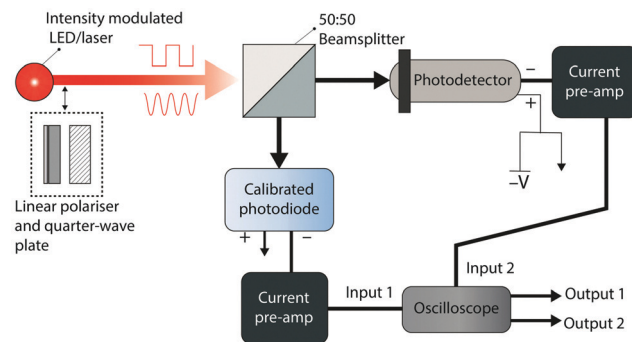 Intensity modulated
LED/laser
50:50
Beamsplitter
Photodetector
−
+
Current
pre-amp
−V
Linear polariser
and quarter-wave
plate
Calibrated
photodiode
+
−
Current
pre-amp
Input 1
Input 2
Oscilloscope
Output 1
Output 2